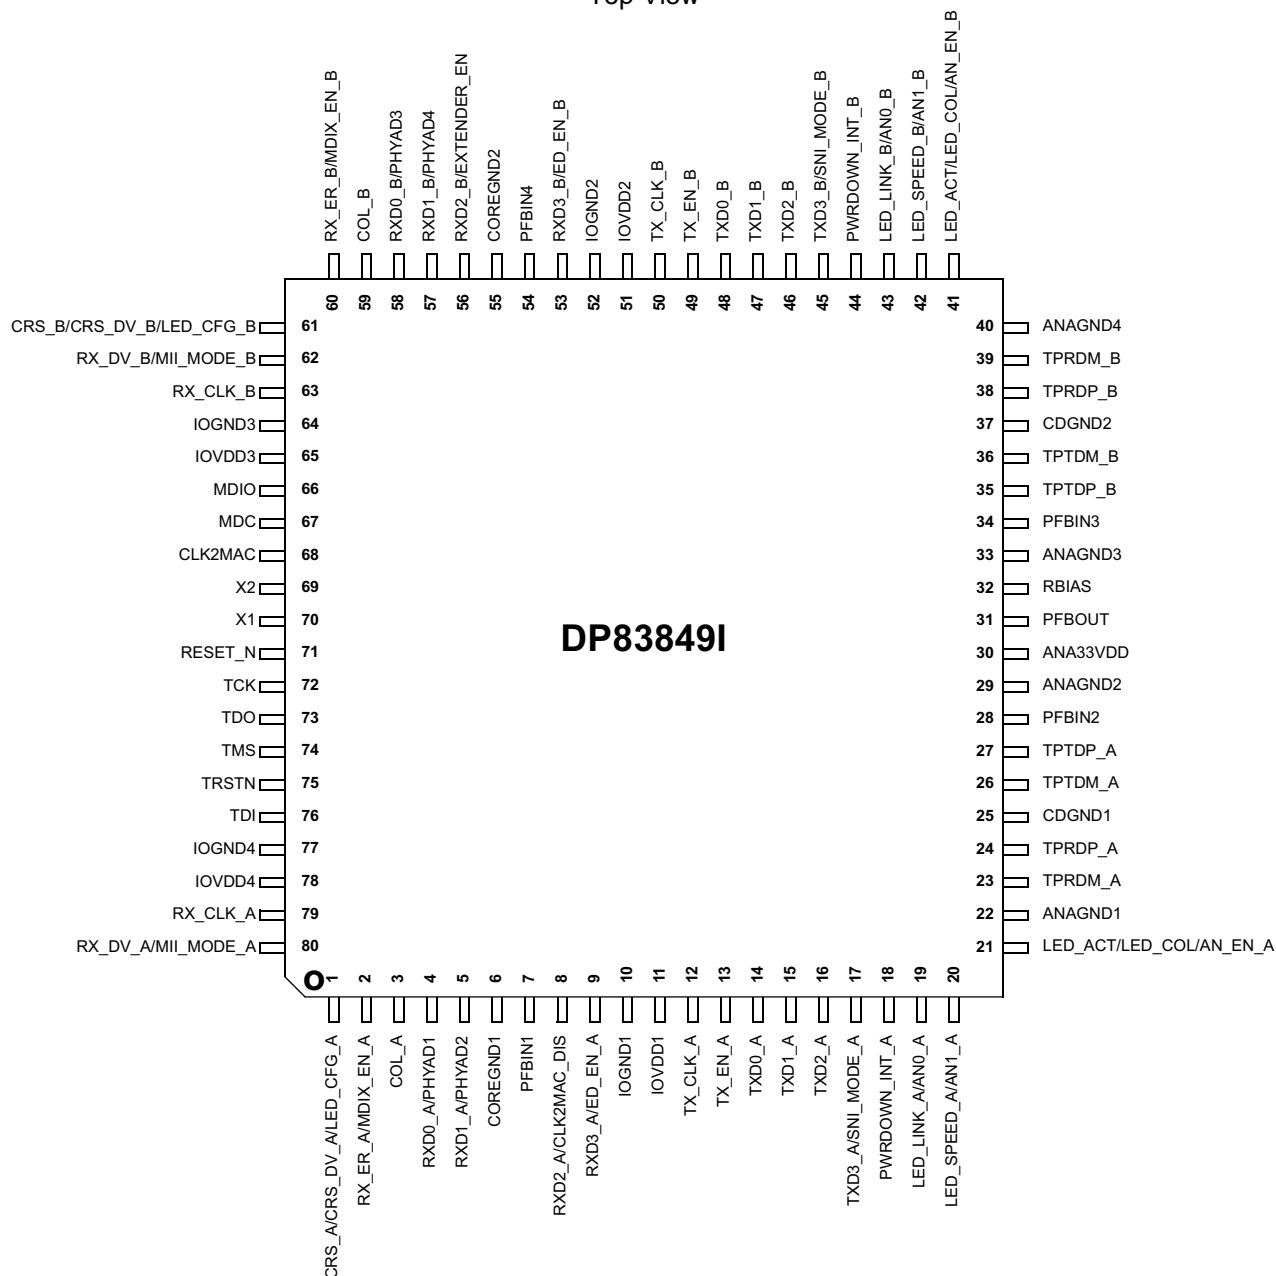 Top View
RX_ER_B/MDIX_EN_B
COL_B
RXD0_B/PHYAD3
RXD1_B/PHYAD4
RXD2_B/EXTENDER_EN
COREGND2
PFBIN4
RXD3_B/ED_EN_B
IOGND2
IOVDD2
TX_CLK_B
TX_EN_B
TXD0_B
TXD1_B
TXD2_B
TXD3_B/SNI_MODE_B
PWRDOWN_INT_B
LED_LINK_B/AN0_B
LED_SPEED_B/AN1_B
LED_ACT/LED_COL/AN_EN_B
60 59 58 57 56 55 54 53 52 51 50 49 48 47 46 45 44 43 42 41
CRS_B/CRS_DV_B/LED_CFG_B 61
RX_DV_B/MII_MODE_B 62
RX_CLK_B 63
IOGND3 64
IOVDD3 65
MDIO 66
MDC 67
CLK2MAC 68
X2 69
X1 70
RESET_N 71
TCK 72
TDO 73
TMS 74
TRSTN 75
TDI 76
IOGND4 77
IOVDD4 78
RX_CLK_A 79
RX_DV_A/MII_MODE_A 80
DP83849I
40 ANAGND4
39 TPRDM_B
38 TPRDP_B
37 CDGND2
36 TPTDM_B
35 TPTDP_B
34 PFBIN3
33 ANAGND3
32 RBIAS
31 PFBOUT
30 ANA33VDD
29 ANAGND2
28 PFBIN2
27 TPTDP_A
26 TPTDM_A
25 CDGND1
24 TPRDP_A
23 TPRDM_A
22 ANAGND1
21 LED_ACT/LED_COL/AN_EN_A
1 2 3 4 5 6 7 8 9 10 11 12 13 14 15 16 17 18 19 20
CRS_A/CRS_DV_A/LED_CFG_A
RX_ER_A/MDIX_EN_A
COL_A
RXD0_A/PHYAD1
RXD1_A/PHYAD2
COREGND1
PFBIN1
RXD2_A/CLK2MAC_DIS
RXD3_A/ED_EN_A
IOGND1
IOVDD1
TX_CLK_A
TX_EN_A
TXD0_A
TXD1_A
TXD2_A
TXD3_A/SNI_MODE_A
PWRDOWN_INT_A
LED_LINK_A/AN0_A
LED_SPEED_A/AN1_A